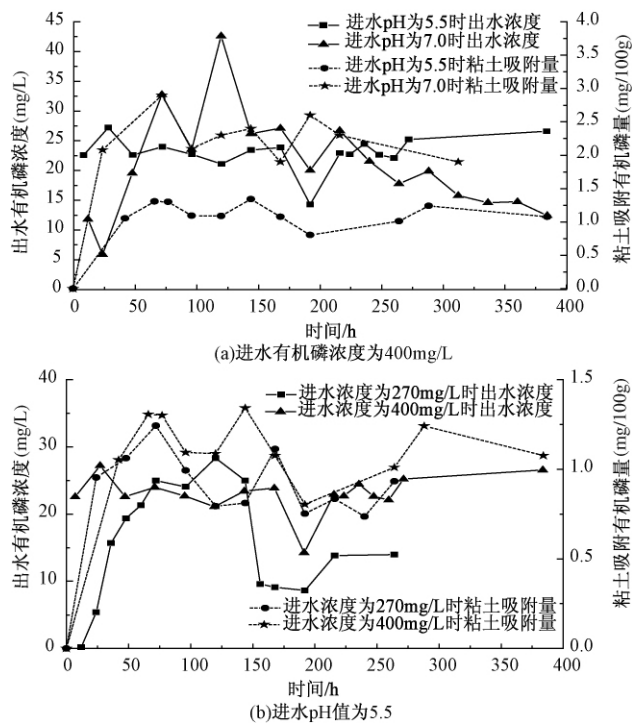 进水pH为5.5时出水浓度
进水pH为7.0时出水浓度
进水pH为5.5时粘土吸附量
进水pH为7.0时粘土吸附量
出水有机磷浓度(mg/L)
45
40
35
30
25
20
15
10
5
0
4.0
3.5
3.0
2.5
2.0
1.5
1.0
0.5
0.0
粘土吸附有机磷量(mg/100g)
0 50 100 150 200 250 300 350 400
时间/h
(a)进水有机磷浓度为400mg/L
进水浓度为270mg/L时出水浓度
进水浓度为400mg/L时出水浓度
出水有机磷浓度(mg/L)
40
30
20
10
0
1.5
1.0
0.5
0.0
粘土吸附有机磷量(mg/100g)
进水浓度为270mg/L时粘土吸附量
进水浓度为400mg/L时粘土吸附量
0 50 100 150 200 250 300 350 400
时间/h
(b)进水pH值为5.5